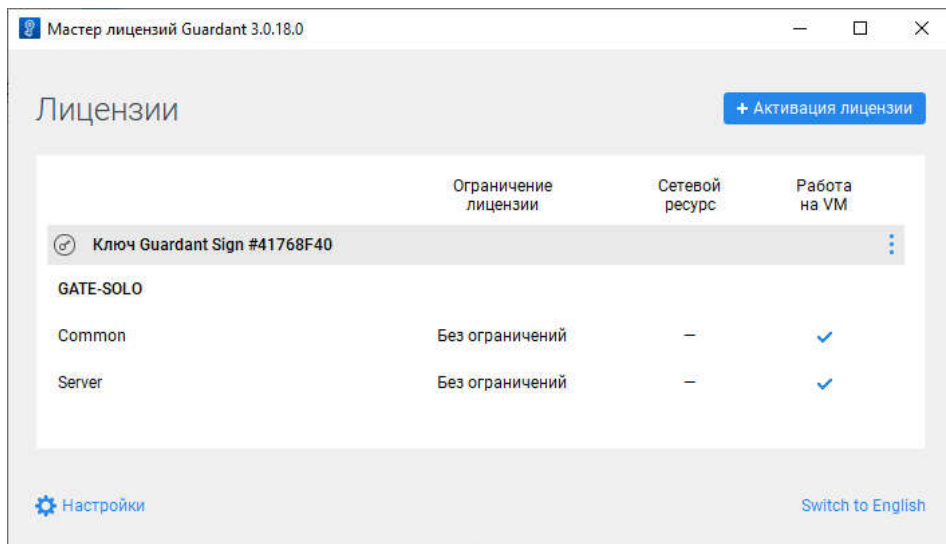 Мастер лицензий Guardant 3.0.18.0
Лицензии
+ Активация лицензии
Ограничение лицензии
Сетевой ресурс
Работа на VM
Ключ Guardant Sign #41768F40
GATE-SOLO
Common Без ограничений –
Server Без ограничений –
Настройки
Switch to English